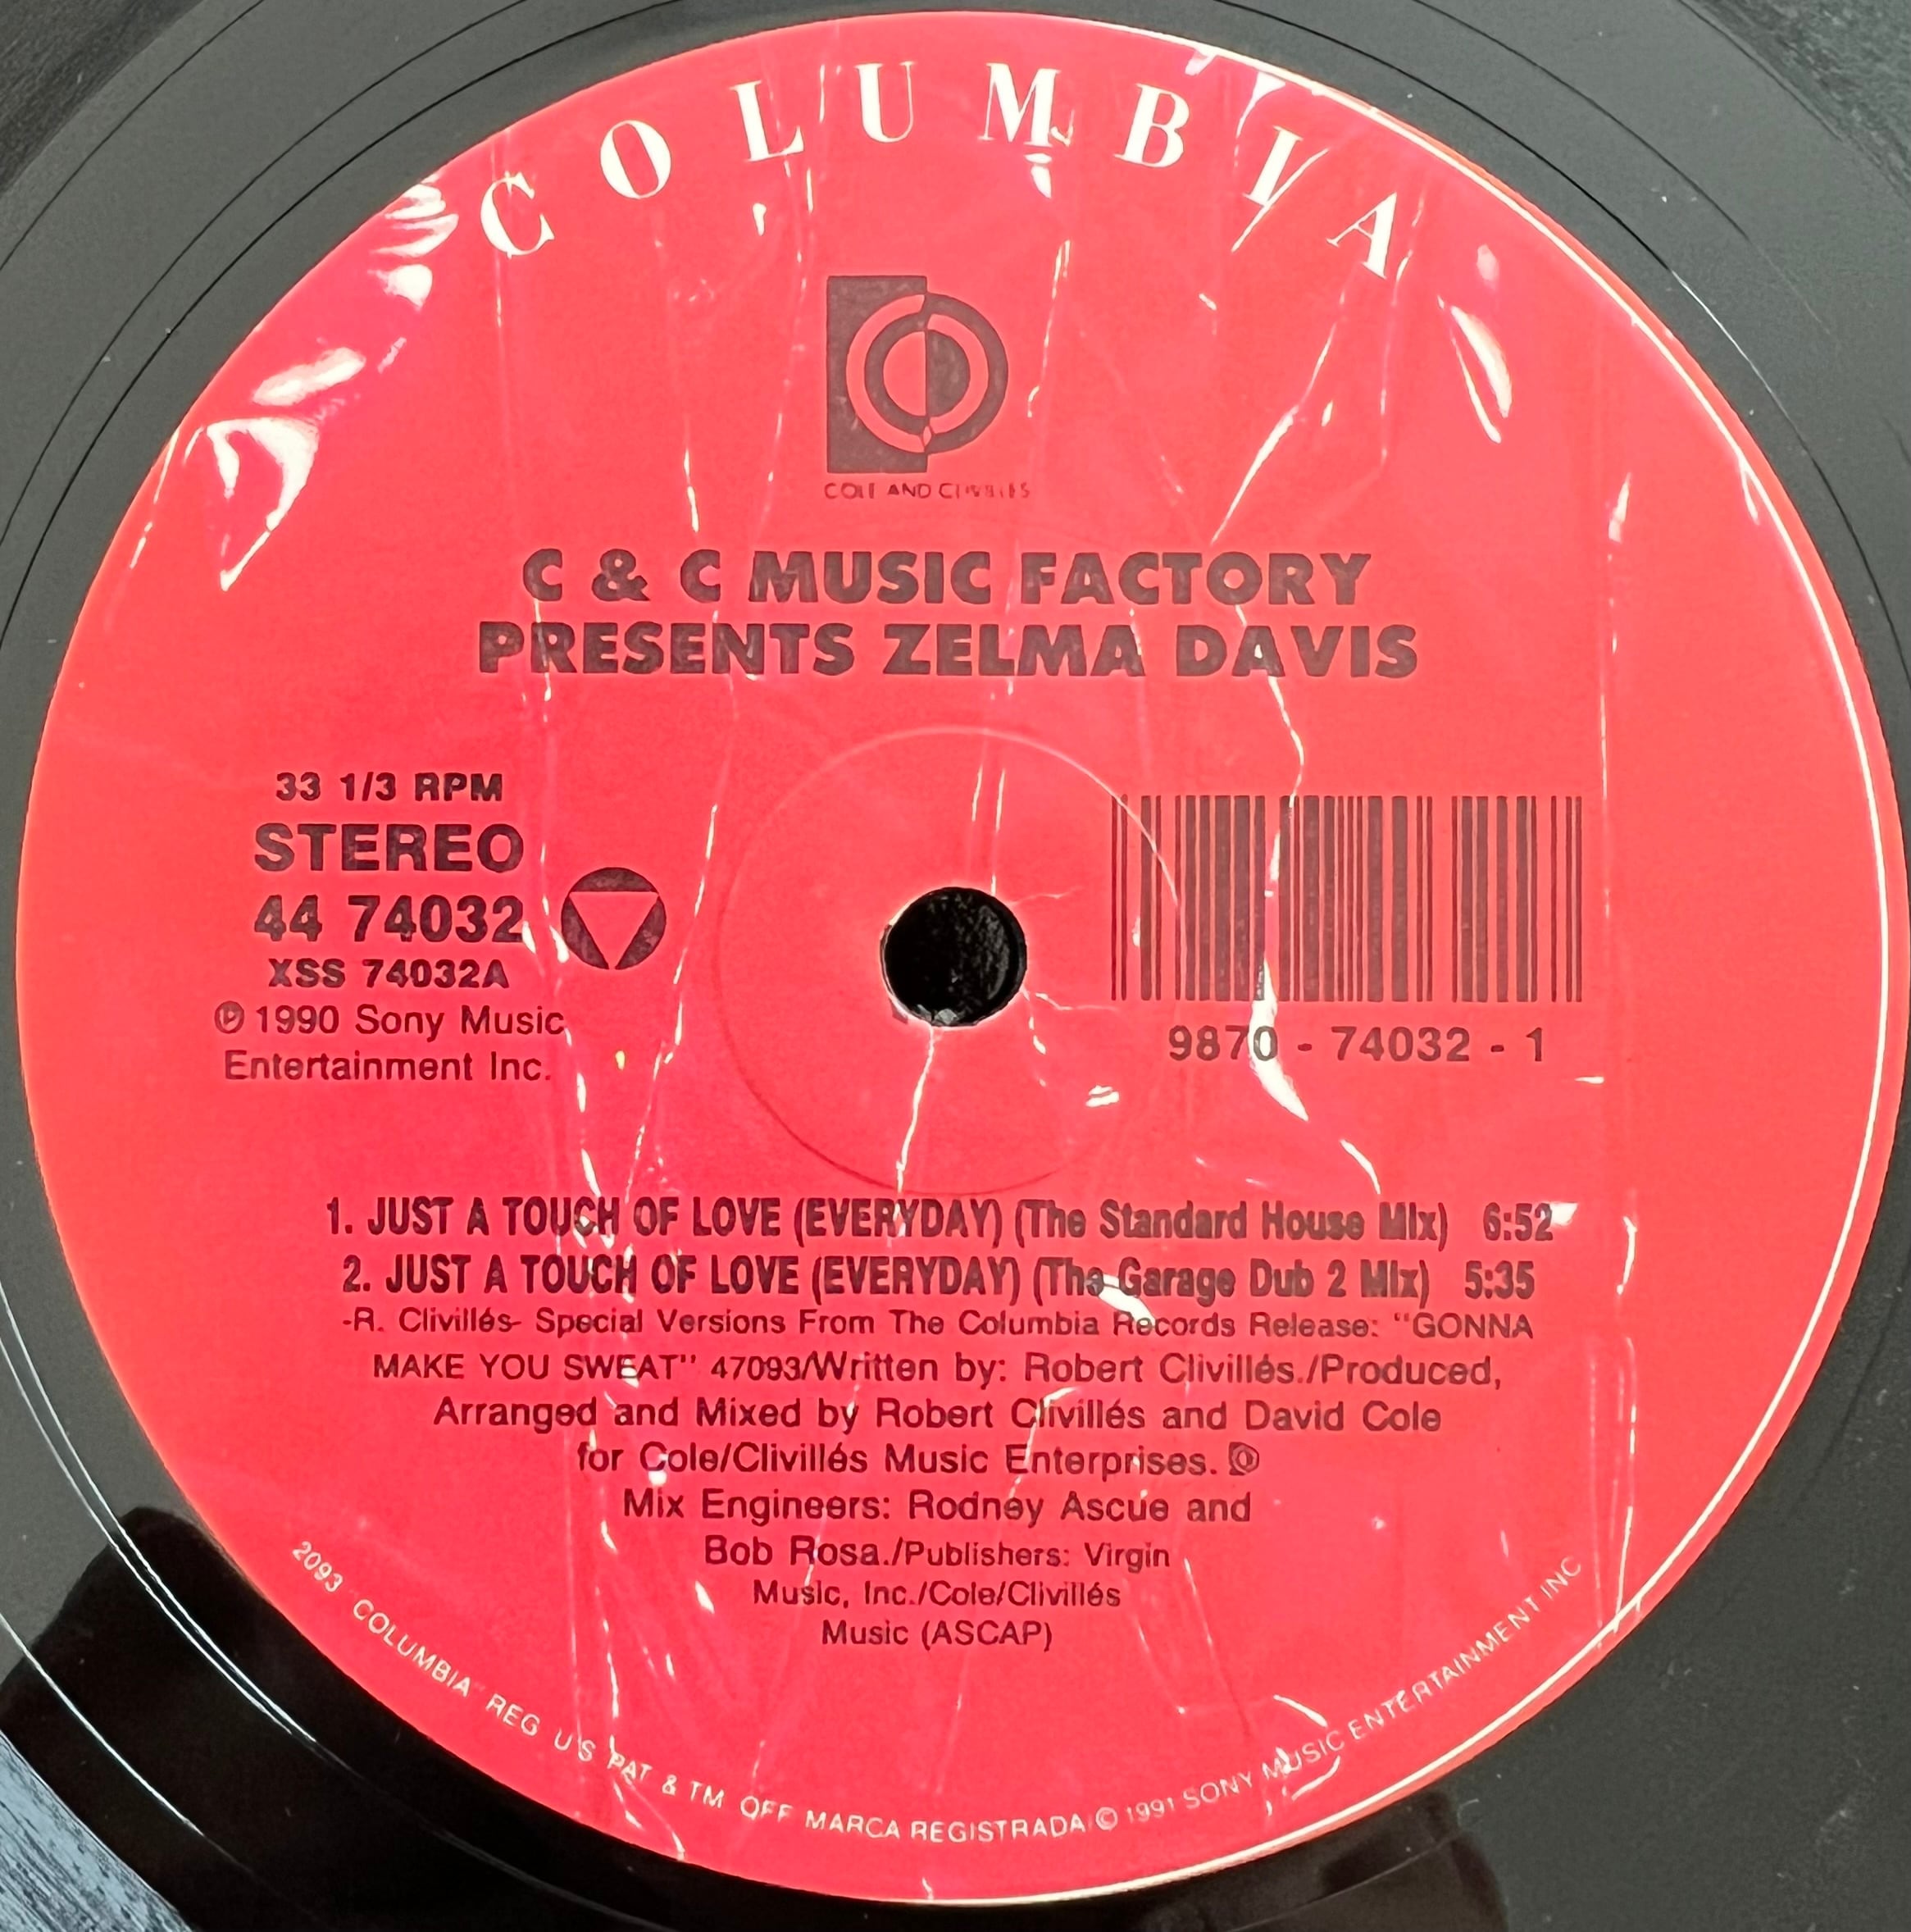 COLUMBIA
COLE AND CLIVILLÉS
C & C MUSIC FACTORY
PRESENTS ZELMA DAVIS
33 1/3 RPM
STEREO
44 74032
XSS 74032A
℗ 1990 Sony Music
Entertainment Inc.
9870 - 74032 - 1
1. JUST A TOUCH OF LOVE (EVERYDAY) (The Standard House Mix) 6:52
2. JUST A TOUCH OF LOVE (EVERYDAY) (The Garage Dub 2 Mix) 5:35
-R. Clivillés- Special Versions From The Columbia Records Release: "GONNA
MAKE YOU SWEAT" 47093/Written by: Robert Clivillés./Produced,
Arranged and Mixed by Robert Clivillés and David Cole
for Cole/Clivillés Music Enterprises.
Mix Engineers: Rodney Ascue and
Bob Rosa./Publishers: Virgin
Music, Inc./Cole/Clivillés
Music (ASCAP)
2093 "COLUMBIA" REG U S PAT & TM OFF MARCA REGISTRADA © 1991 SONY MUSIC ENTERTAINMENT INC